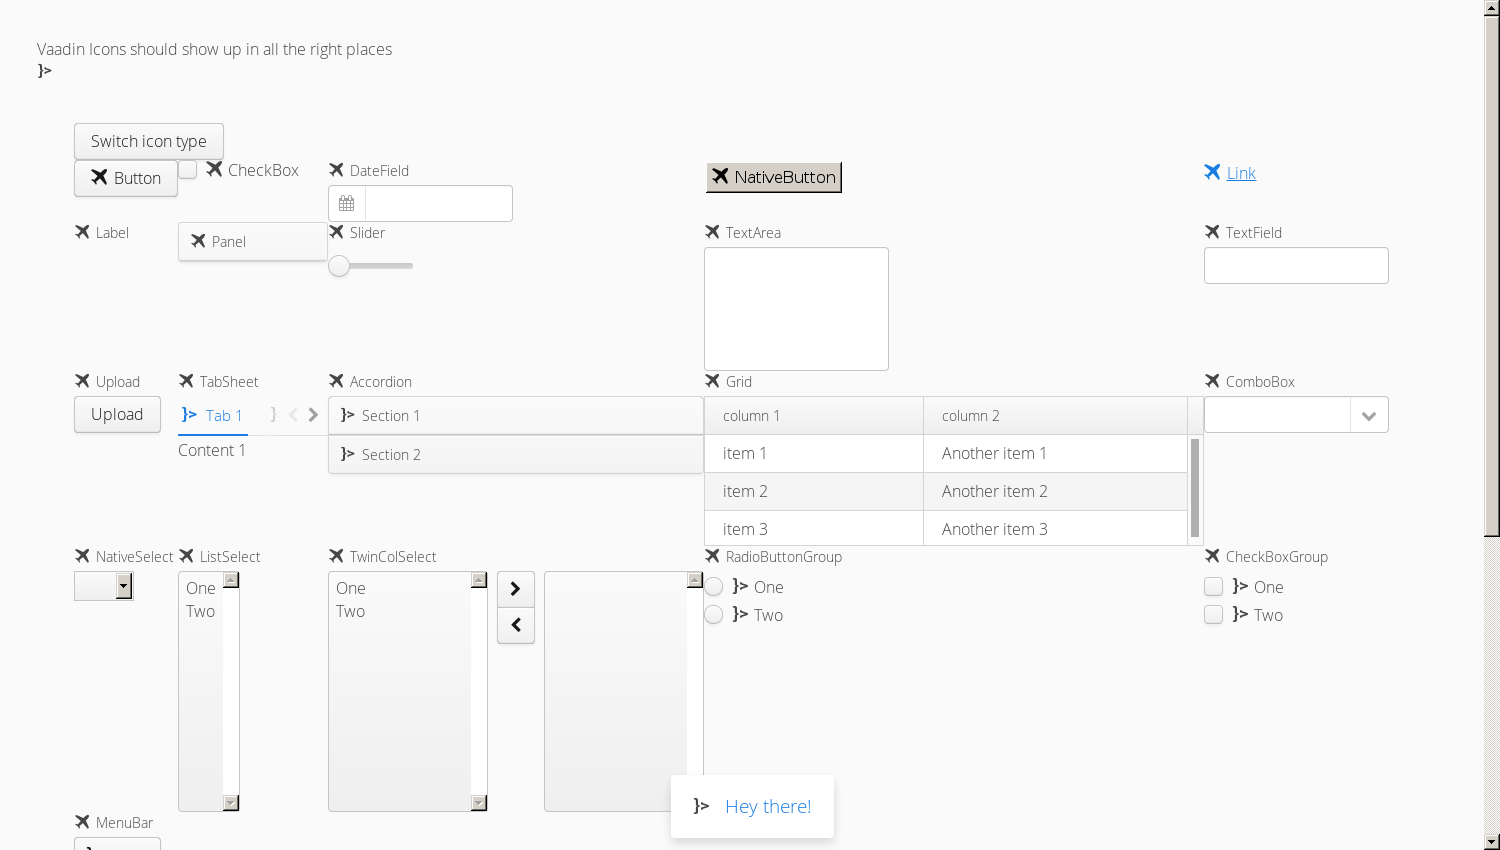 Vaadin Icons should show up in all the right places
Switch icon type
Button
CheckBox
DateField
NativeButton
Link
Label
Panel
Slider
TextArea
TextField
Upload
TabSheet
Accordion
Grid
ComboBox
Upload
Tab 1
Section 1
column 1
column 2
Content 1
Section 2
item 1
Another item 1
item 2
Another item 2
item 3
Another item 3
NativeSelect
ListSelect
TwinColSelect
RadioButtonGroup
CheckBoxGroup
One
Two
One
Two
One
Two
One
Two
Hey there!
MenuBar